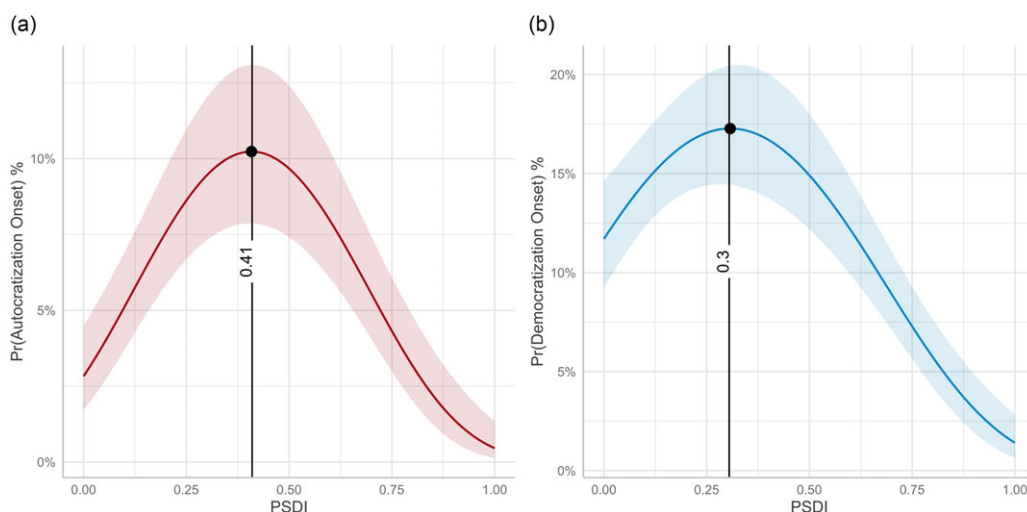 (a)
Pr(Autocratization Onset) %
10%
5%
0%
0.41
0.00 0.25 0.50 0.75 1.00
PSDI
(b)
Pr(Democratization Onset) %
20%
15%
10%
5%
0%
0.3
0.00 0.25 0.50 0.75 1.00
PSDI